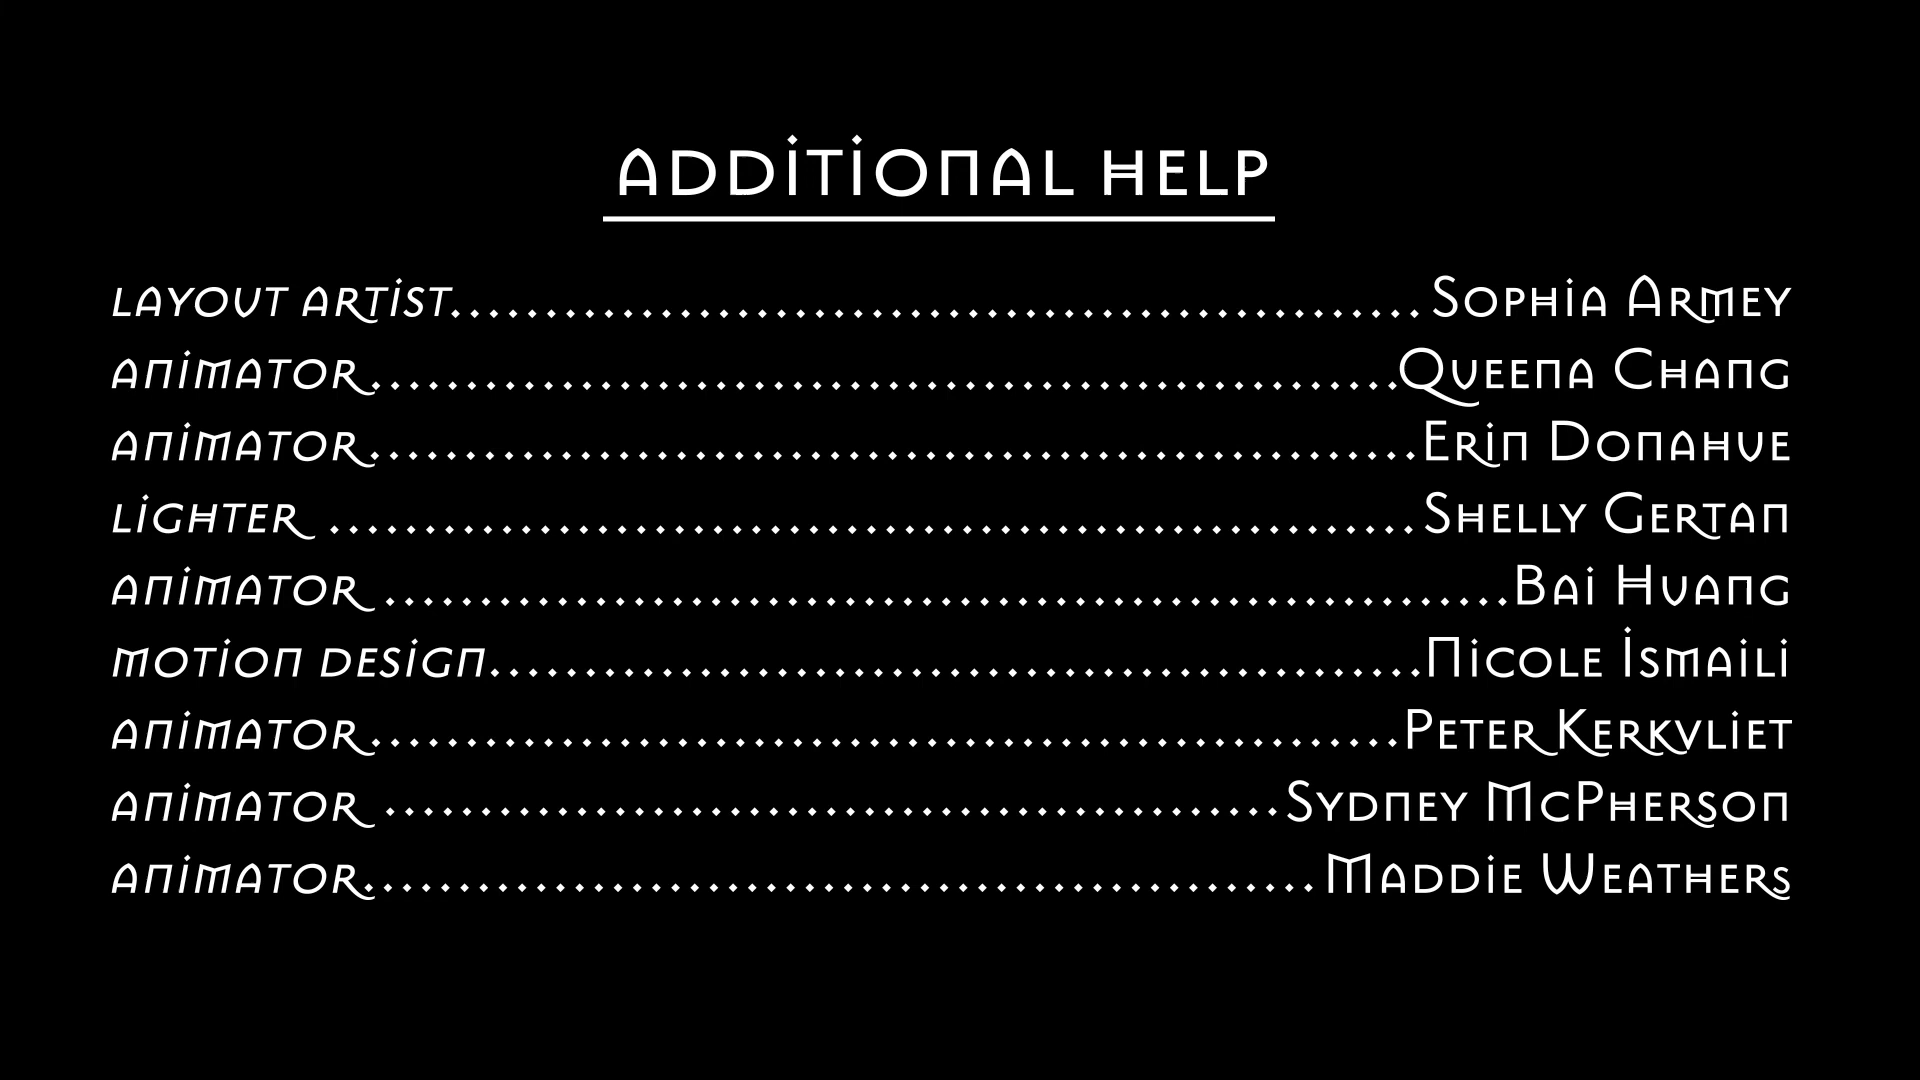 ADDITIONAL HELP
LAYOUT ARTIST........................................Sophia Armey
ANIMATOR........................................Queena Chang
ANIMATOR........................................Erin Donahue
LIGHTER ........................................Shelly Gertan
ANIMATOR ........................................Bai Huang
MOTION DESIGN........................................Nicole Ismaili
ANIMATOR........................................Peter Kerkvliet
ANIMATOR ........................................Sydney McPherson
ANIMATOR........................................Maddie Weathers